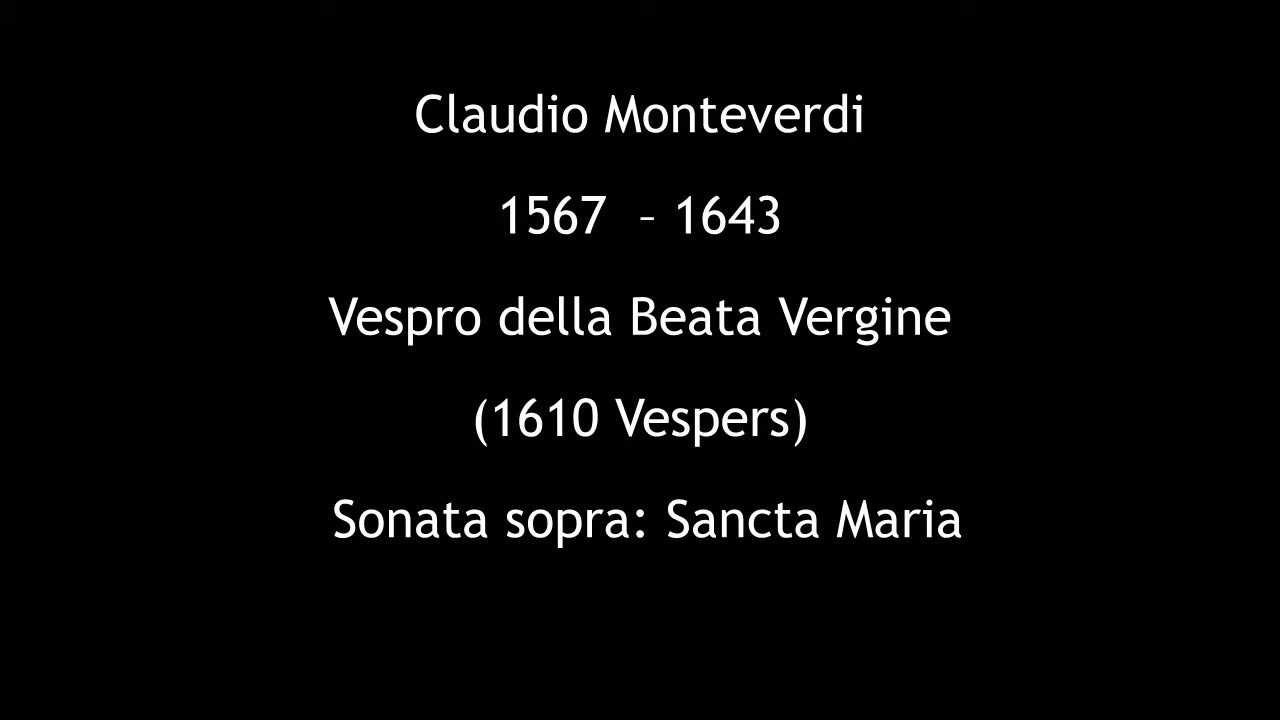 Claudio Monteverdi
1567 – 1643
Vespro della Beata Vergine
(1610 Vespers)
Sonata sopra: Sancta Maria